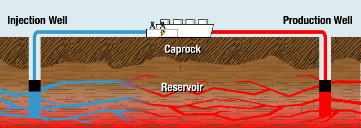 Injection Well
Production Well
Caprock
Reservoir